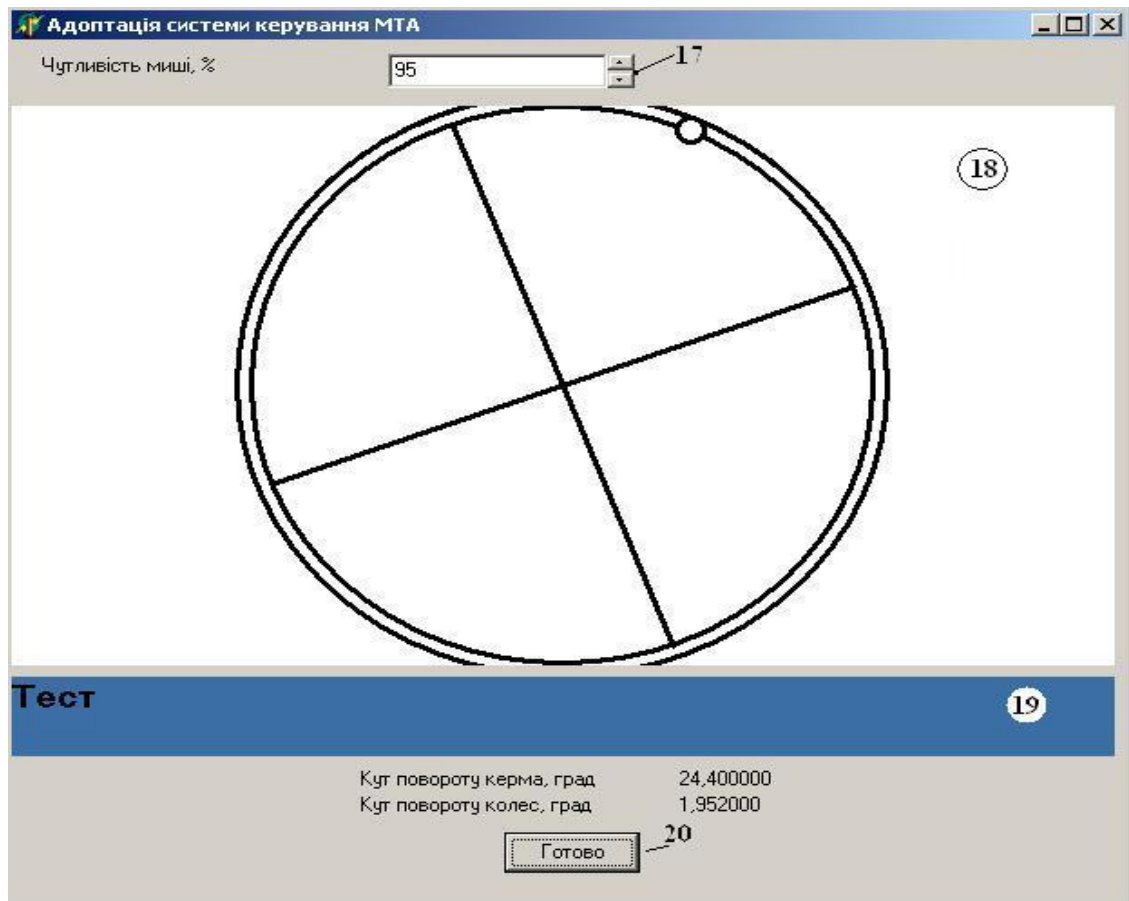 Адоптація системи керування МТА
Чутливість миші, % 95 17
18
Тест 19
Кут повороту керма, град 24,400000
Кут повороту колес, град 1,952000
Готово 20